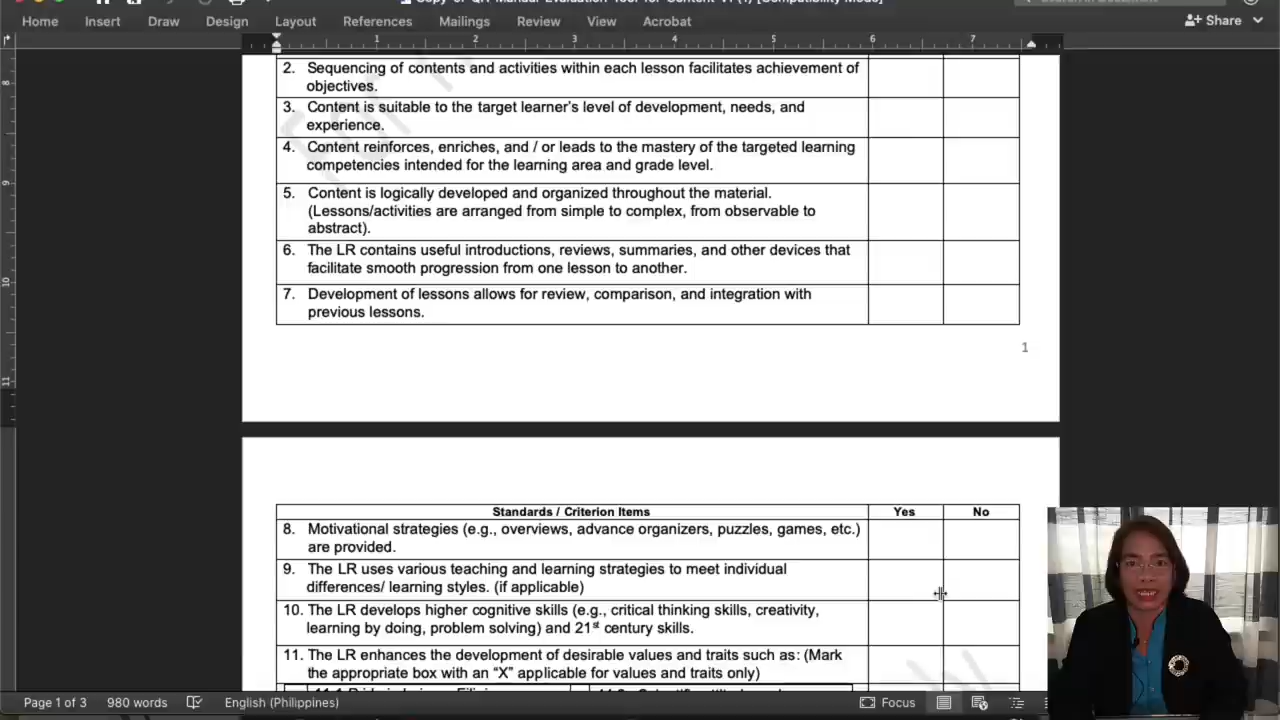 Home Insert Draw Design Layout References Mailings Review View Acrobat Share
1 2 3 4 5 6 7
2. Sequencing of contents and activities within each lesson facilitates achievement of
objectives.
3. Content is suitable to the target learner's level of development, needs, and
experience.
4. Content reinforces, enriches, and / or leads to the mastery of the targeted learning
competencies intended for the learning area and grade level.
5. Content is logically developed and organized throughout the material.
(Lessons/activities are arranged from simple to complex, from observable to
abstract).
6. The LR contains useful introductions, reviews, summaries, and other devices that
facilitate smooth progression from one lesson to another.
7. Development of lessons allows for review, comparison, and integration with
previous lessons.
1
Standards / Criterion Items Yes No
8. Motivational strategies (e.g., overviews, advance organizers, puzzles, games, etc.)
are provided.
9. The LR uses various teaching and learning strategies to meet individual
differences/ learning styles. (if applicable)
10. The LR develops higher cognitive skills (e.g., critical thinking skills, creativity,
learning by doing, problem solving) and 21st century skills.
11. The LR enhances the development of desirable values and traits such as: (Mark
the appropriate box with an “X” applicable for values and traits only)
Page 1 of 3 980 words English (Philippines) Focus